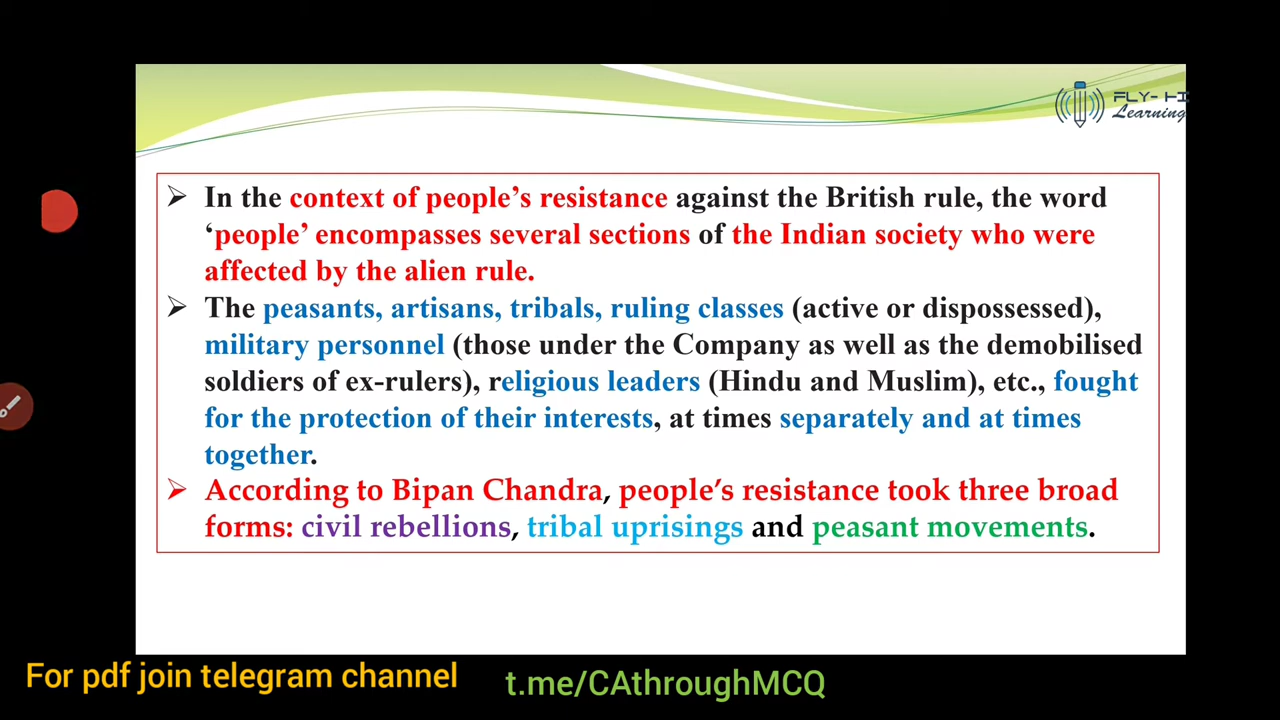 FLY-HI
Learning
➢ In the context of people’s resistance against the British rule, the word
‘people’ encompasses several sections of the Indian society who were
affected by the alien rule.
➢ The peasants, artisans, tribals, ruling classes (active or dispossessed),
military personnel (those under the Company as well as the demobilised
soldiers of ex-rulers), religious leaders (Hindu and Muslim), etc., fought
for the protection of their interests, at times separately and at times
together.
➢ According to Bipan Chandra, people’s resistance took three broad
forms: civil rebellions, tribal uprisings and peasant movements.
For pdf join telegram channel
t.me/CAthroughMCQ